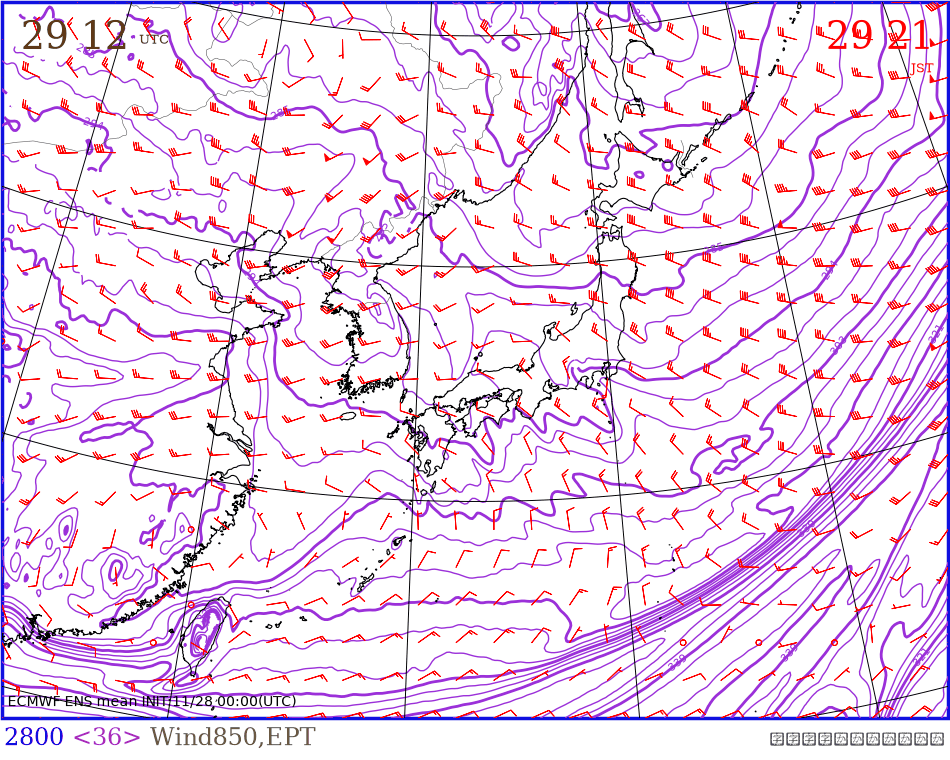 29 12 UTC
29 21
JST
ECMWF ENS mean INIT/11/28 00:00(UTC)
2800 <36> Wind850,EPT